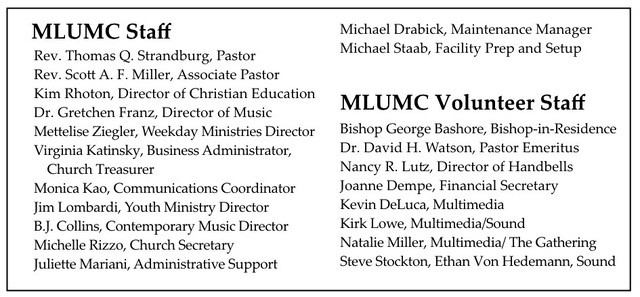 MLUMC Staff
Rev. Thomas Q. Strandburg, Pastor
Rev. Scott A. F. Miller, Associate Pastor
Kim Rhoton, Director of Christian Education
Dr. Gretchen Franz, Director of Music
Mettelise Ziegler, Weekday Ministries Director
Virginia Katinsky, Business Administrator,
Church Treasurer
Monica Kao, Communications Coordinator
Jim Lombardi, Youth Ministry Director
B.J. Collins, Contemporary Music Director
Michelle Rizzo, Church Secretary
Juliette Mariani, Administrative Support
Michael Drabick, Maintenance Manager
Michael Staab, Facility Prep and Setup
MLUMC Volunteer Staff
Bishop George Bashore, Bishop-in-Residence
Dr. David H. Watson, Pastor Emeritus
Nancy R. Lutz, Director of Handbells
Joanne Dempe, Financial Secretary
Kevin DeLuca, Multimedia
Kirk Lowe, Multimedia/Sound
Natalie Miller, Multimedia/ The Gathering
Steve Stockton, Ethan Von Hedemann, Sound